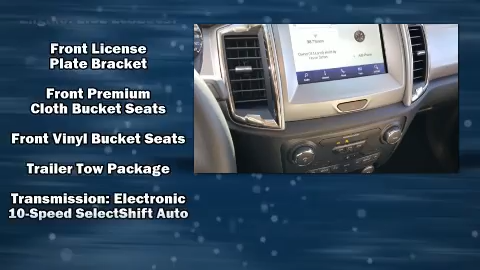 Front License
Plate Bracket
Front Premium
Cloth Bucket Seats
Front Vinyl Bucket Seats
Trailer Tow Package
Transmission: Electronic
10-Speed SelectShift Auto